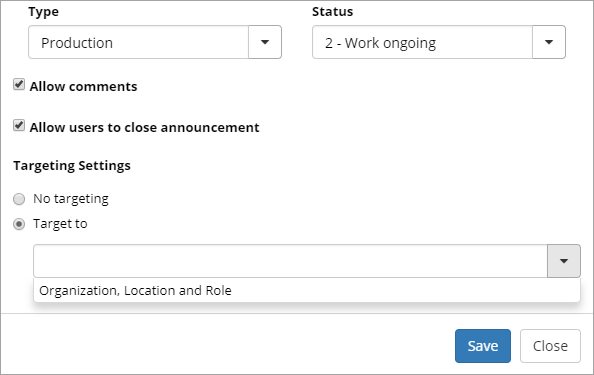 Type
Status
Production
2 - Work ongoing
Allow comments
Allow users to close announcement
Targeting Settings
No targeting
Target to
Organization, Location and Role
Save
Close